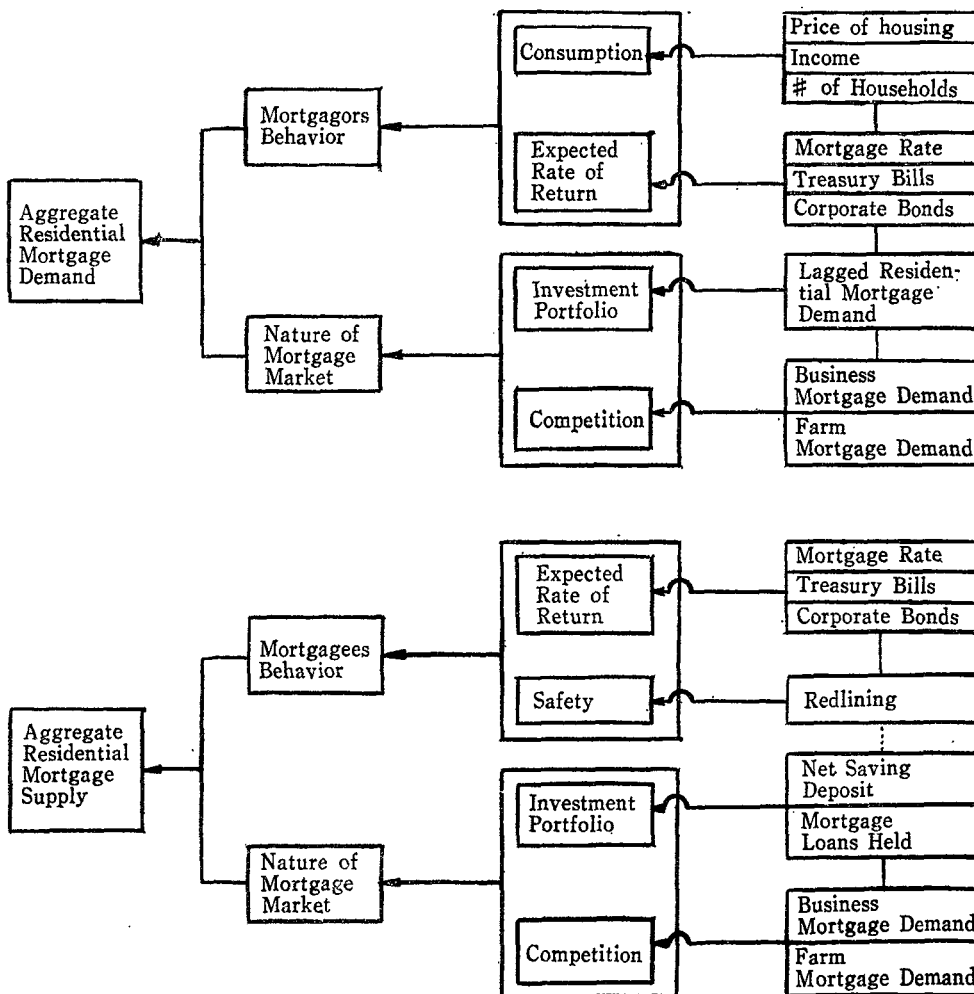 Price of housing
Income
# of Households
Consumption
Mortgagors
Behavior
Expected
Rate of
Return
Mortgage Rate
Treasury Bills
Corporate Bonds
Aggregate
Residential
Mortgage
Demand
Investment
Portfolio
Lagged Residen-
tial Mortgage
Demand
Nature of
Mortgage
Market
Competition
Business
Mortgage Demand
Farm
Mortgage Demand
Expected
Rate of
Return
Mortgage Rate
Treasury Bills
Corporate Bonds
Mortgagees
Behavior
Safety
Redlining
Aggregate
Residential
Mortgage
Supply
Investment
Portfolio
Net Saving
Deposit
Mortgage
Loans Held
Nature of
Mortgage
Market
Competition
Business
Mortgage Demand
Farm
Mortgage Demand